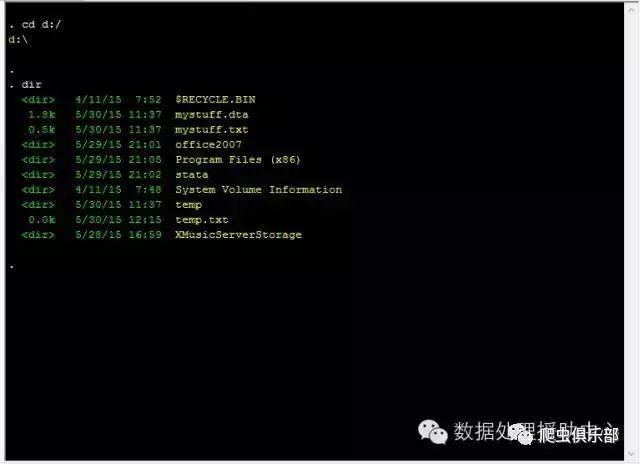 . cd d:/
d:\
.
. dir
<dir> 4/11/15 7:52 $RECYCLE.BIN
1.8k 5/30/15 11:37 mystuff.dta
0.5k 5/30/15 11:37 mystuff.txt
<dir> 5/29/15 21:01 office2007
<dir> 5/29/15 21:05 Program Files (x86)
<dir> 5/29/15 21:02 stata
<dir> 4/11/15 7:48 System Volume Information
<dir> 5/30/15 11:37 temp
0.0k 5/30/15 12:15 temp.txt
<dir> 5/28/15 16:59 XMusicServerStorage
.
数据处理援助中心
爬虫俱乐部